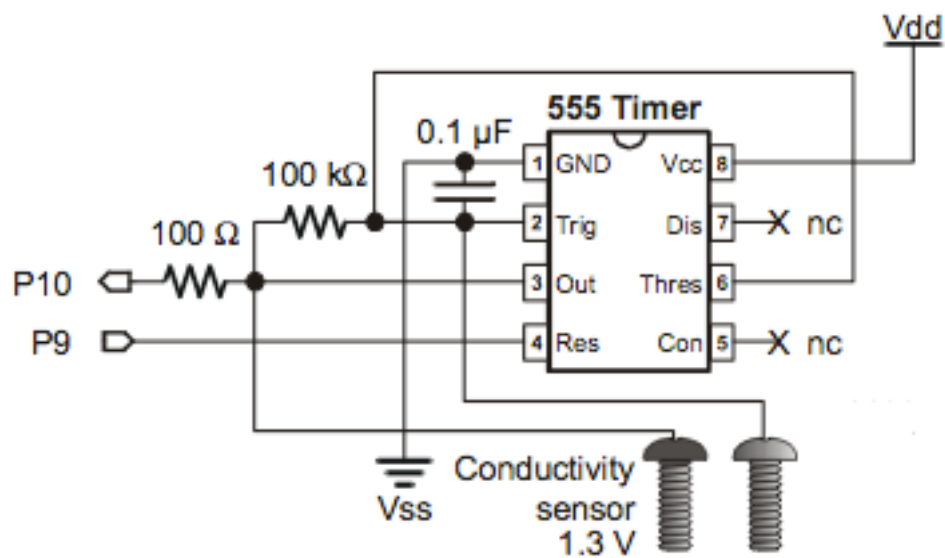 Vdd
555 Timer
0.1 µF
1 GND Vcc 8
100 kΩ
2 Trig Dis 7 X nc
100 Ω
P10 3 Out Thres 6
P9 4 Res Con 5 X nc
Vss
Conductivity
sensor
1.3 V